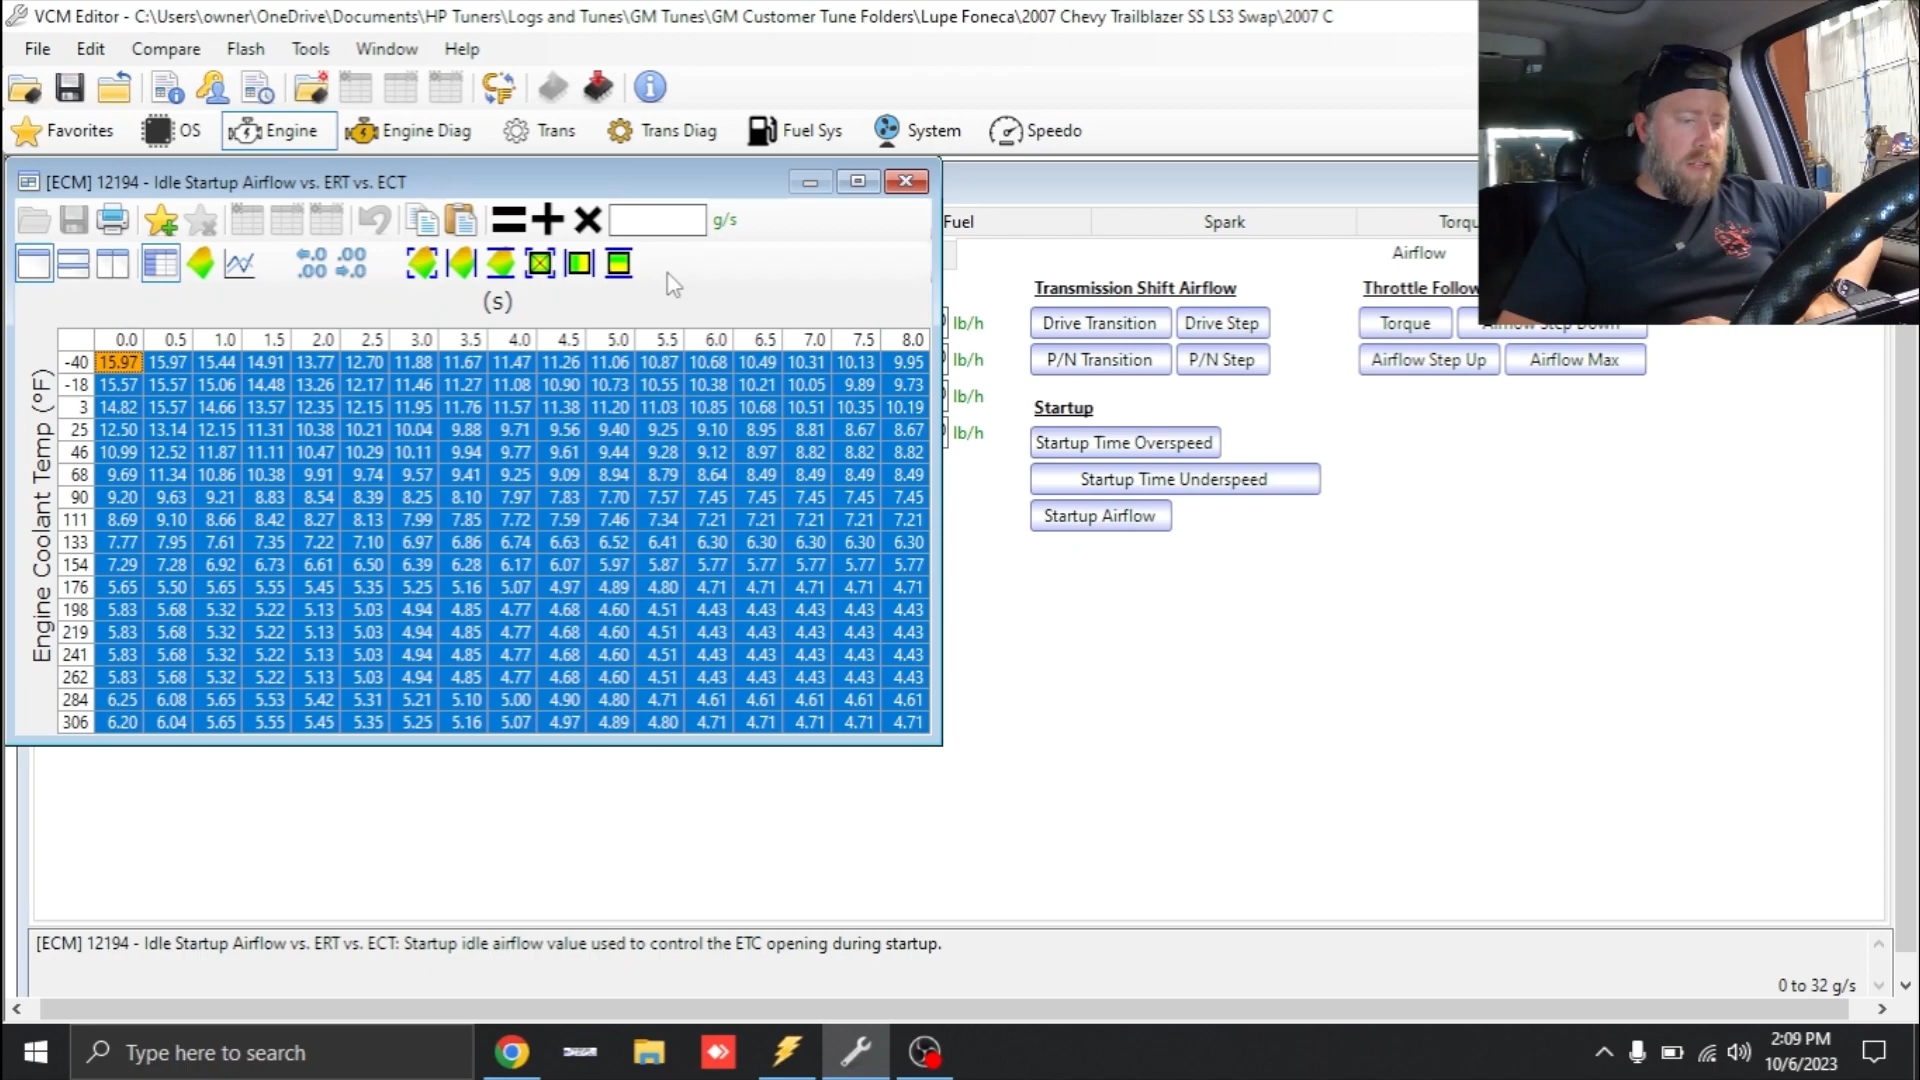 VCM Editor - C:\Users\owner\OneDrive\Documents\HP Tuners\Logs and Tunes\GM Tunes\GM Customer Tune Folders\Lupe Foneca\2007 Chevy Trailblazer SS LS3 Swap\2007 C
File Edit Compare Flash Tools Window Help
Favorites OS Engine Engine Diag Trans Trans Diag Fuel Sys System Speedo
[ECM] 12194 - Idle Startup Airflow vs. ERT vs. ECT
g/s
(s)
0.0 0.5 1.0 1.5 2.0 2.5 3.0 3.5 4.0 4.5 5.0 5.5 6.0 6.5 7.0 7.5 8.0
-40 15.97 15.97 15.44 14.91 13.77 12.70 11.88 11.67 11.47 11.26 11.06 10.87 10.68 10.49 10.31 10.13 9.95
-18 15.57 15.57 15.06 14.48 13.26 12.17 11.46 11.27 11.08 10.90 10.73 10.55 10.38 10.21 10.05 9.89 9.73
3 14.82 15.57 14.66 13.57 12.35 12.15 11.95 11.76 11.57 11.38 11.20 11.03 10.85 10.68 10.51 10.35 10.19
25 12.50 13.14 12.15 11.31 10.38 10.21 10.04 9.88 9.71 9.56 9.40 9.25 9.10 8.95 8.81 8.67 8.67
46 10.99 12.52 11.87 11.11 10.47 10.29 10.11 9.94 9.77 9.61 9.44 9.28 9.12 8.97 8.82 8.82 8.82
68 9.69 11.34 10.86 10.38 9.91 9.74 9.57 9.41 9.25 9.09 8.94 8.79 8.64 8.49 8.49 8.49 8.49
90 9.20 9.63 9.21 8.83 8.54 8.39 8.25 8.10 7.97 7.83 7.70 7.57 7.45 7.45 7.45 7.45 7.45
111 8.69 9.10 8.66 8.42 8.27 8.13 7.99 7.85 7.72 7.59 7.46 7.34 7.21 7.21 7.21 7.21 7.21
133 7.77 7.95 7.61 7.35 7.22 7.10 6.97 6.86 6.74 6.63 6.52 6.41 6.30 6.30 6.30 6.30 6.30
154 7.29 7.28 6.92 6.73 6.61 6.50 6.39 6.28 6.17 6.07 5.97 5.87 5.77 5.77 5.77 5.77 5.77
176 5.65 5.50 5.65 5.55 5.45 5.35 5.25 5.16 5.07 4.97 4.89 4.80 4.71 4.71 4.71 4.71 4.71
198 5.83 5.68 5.32 5.22 5.13 5.03 4.94 4.85 4.77 4.68 4.60 4.51 4.43 4.43 4.43 4.43 4.43
219 5.83 5.68 5.32 5.22 5.13 5.03 4.94 4.85 4.77 4.68 4.60 4.51 4.43 4.43 4.43 4.43 4.43
241 5.83 5.68 5.32 5.22 5.13 5.03 4.94 4.85 4.77 4.68 4.60 4.51 4.43 4.43 4.43 4.43 4.43
262 5.83 5.68 5.32 5.22 5.13 5.03 4.94 4.85 4.77 4.68 4.60 4.51 4.43 4.43 4.43 4.43 4.43
284 6.25 6.08 5.65 5.53 5.42 5.31 5.21 5.10 5.00 4.90 4.80 4.71 4.61 4.61 4.61 4.61 4.61
306 6.20 6.04 5.65 5.55 5.45 5.35 5.25 5.16 5.07 4.97 4.89 4.80 4.71 4.71 4.71 4.71 4.71
Engine Coolant Temp (°F)
Fuel Spark Torqu
Airflow
lb/h
lb/h
lb/h
lb/h
Transmission Shift Airflow
Drive Transition Drive Step
P/N Transition P/N Step
Startup
Startup Time Overspeed
Startup Time Underspeed
Startup Airflow
Throttle Follow
Torque Airflow Step Down
Airflow Step Up Airflow Max
[ECM] 12194 - Idle Startup Airflow vs. ERT vs. ECT: Startup idle airflow value used to control the ETC opening during startup.
0 to 32 g/s
Type here to search
2:09 PM
10/6/2023